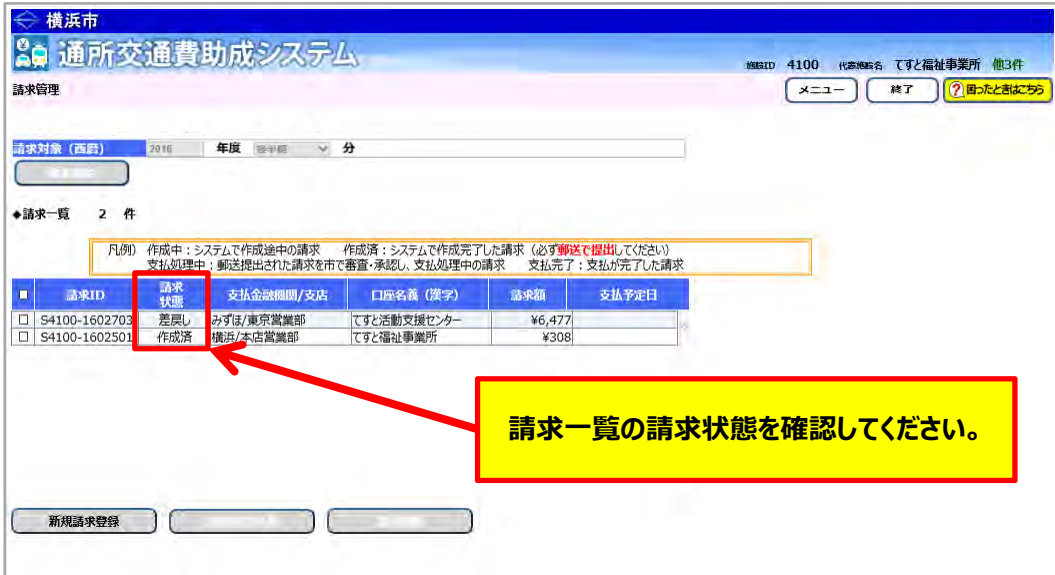 横浜市
通所交通費助成システム
施設ID 4100 代表施設名 てすと福祉事業所 他3件
請求管理
メニュー 終了 ?困ったときはこちら
請求対象(西暦) 2016 年度 後半期 分
◆請求一覧 2 件
凡例) 作成中:システムで作成途中の請求 作成済:システムで作成完了した請求(必ず郵送で提出してください)
支払処理中:郵送提出された請求を市で審査・承認し、支払処理中の請求 支払完了:支払が完了した請求
請求ID 請求状態 支払金融機関/支店 口座名義(漢字) 請求額 支払予定日
S4100-1602703 差戻し みずほ/東京営業部 てすと活動支援センター ¥6,477
S4100-1602501 作成済 横浜/本店営業部 てすと福祉事業所 ¥308
請求一覧の請求状態を確認してください。
新規請求登録